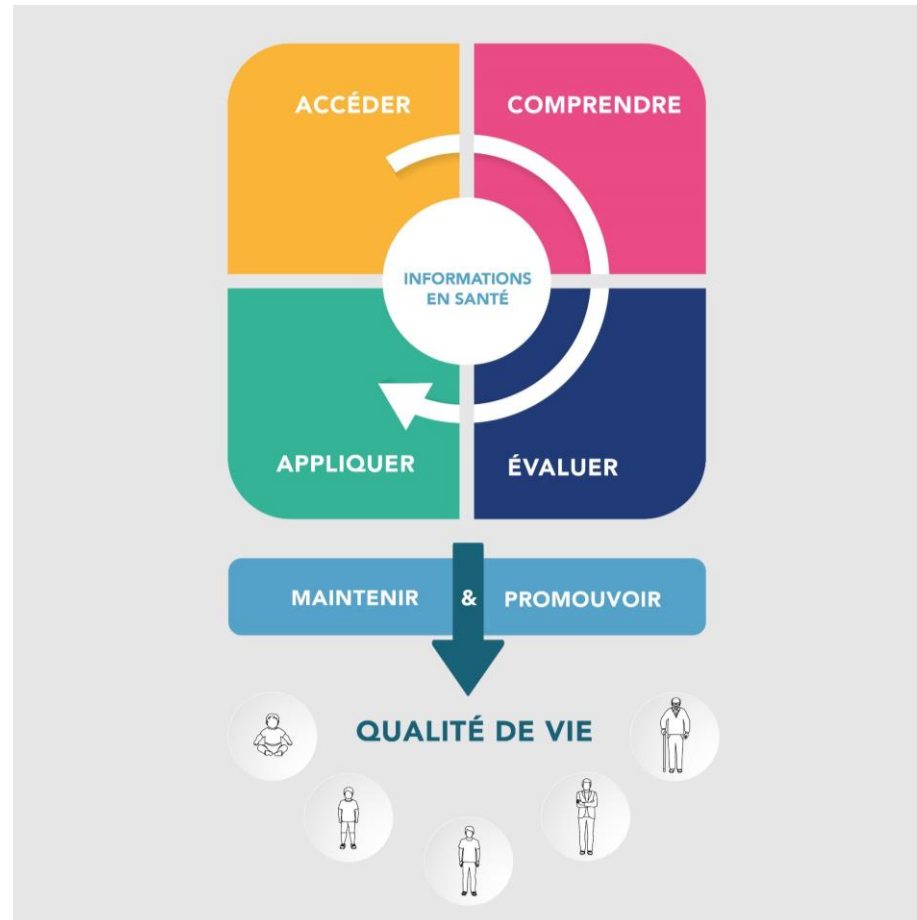 ACCÉDER
COMPRENDRE
INFORMATIONS
EN SANTÉ
APPLIQUER
ÉVALUER
MAINTENIR & PROMOUVOIR
QUALITÉ DE VIE